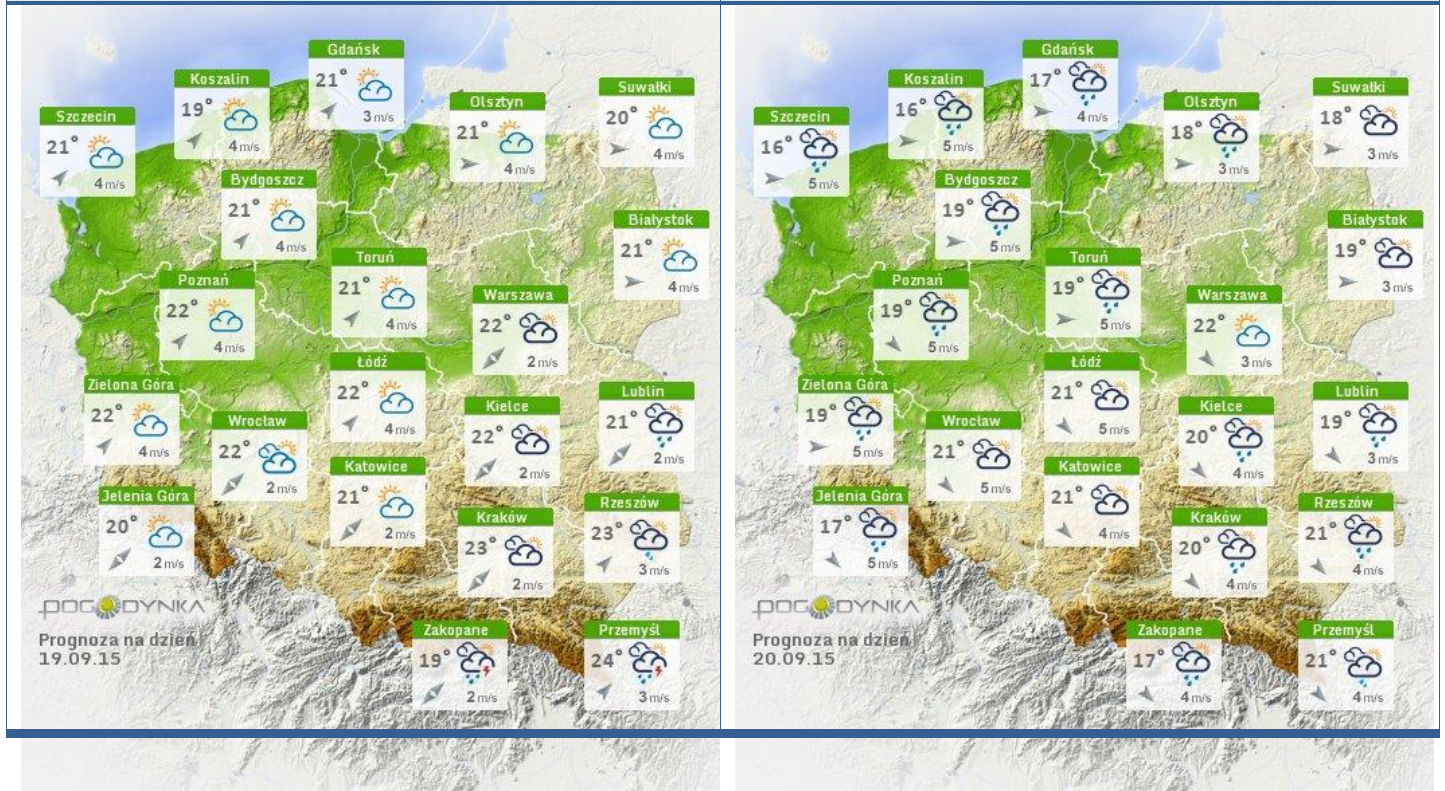 Gdańsk
21°
3 m/s
Koszalin
19°
4 m/s
Suwałki
20°
4 m/s
Olsztyn
21°
4 m/s
Szczecin
21°
4 m/s
Bydgoszcz
21°
4 m/s
Białystok
21°
4 m/s
Toruń
21°
4 m/s
Poznań
22°
4 m/s
Warszawa
22°
2 m/s
Łódź
22°
4 m/s
Zielona Góra
22°
4 m/s
Lublin
21°
2 m/s
Kielce
22°
2 m/s
Wrocław
22°
2 m/s
Katowice
21°
2 m/s
Jelenia Góra
20°
2 m/s
Rzeszów
23°
3 m/s
Kraków
23°
2 m/s
POGODYNKA
Prognoza na dzień
19.09.15
Zakopane
19°
2 m/s
Przemyśl
24°
3 m/s
Gdańsk
17°
4 m/s
Koszalin
16°
5 m/s
Suwałki
18°
3 m/s
Olsztyn
18°
3 m/s
Szczecin
16°
5 m/s
Bydgoszcz
19°
5 m/s
Białystok
19°
3 m/s
Toruń
19°
5 m/s
Poznań
19°
5 m/s
Warszawa
22°
3 m/s
Łódź
21°
5 m/s
Zielona Góra
19°
5 m/s
Lublin
19°
3 m/s
Kielce
20°
4 m/s
Wrocław
21°
5 m/s
Katowice
21°
4 m/s
Jelenia Góra
17°
5 m/s
Rzeszów
21°
4 m/s
Kraków
20°
4 m/s
POGODYNKA
Prognoza na dzień
20.09.15
Zakopane
17°
4 m/s
Przemyśl
21°
4 m/s